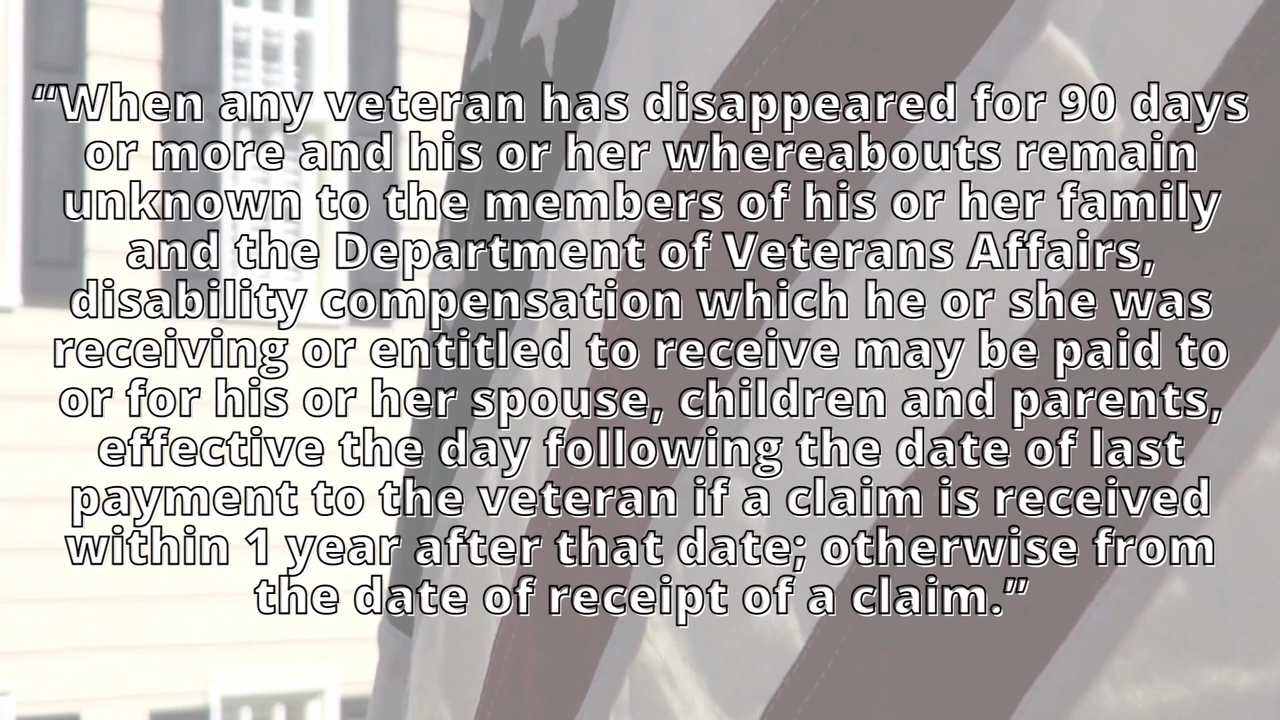 “When any veteran has disappeared for 90 days
or more and his or her whereabouts remain
unknown to the members of his or her family
and the Department of Veterans Affairs,
disability compensation which he or she was
receiving or entitled to receive may be paid to
or for his or her spouse, children and parents,
effective the day following the date of last
payment to the veteran if a claim is received
within 1 year after that date; otherwise from
the date of receipt of a claim.”